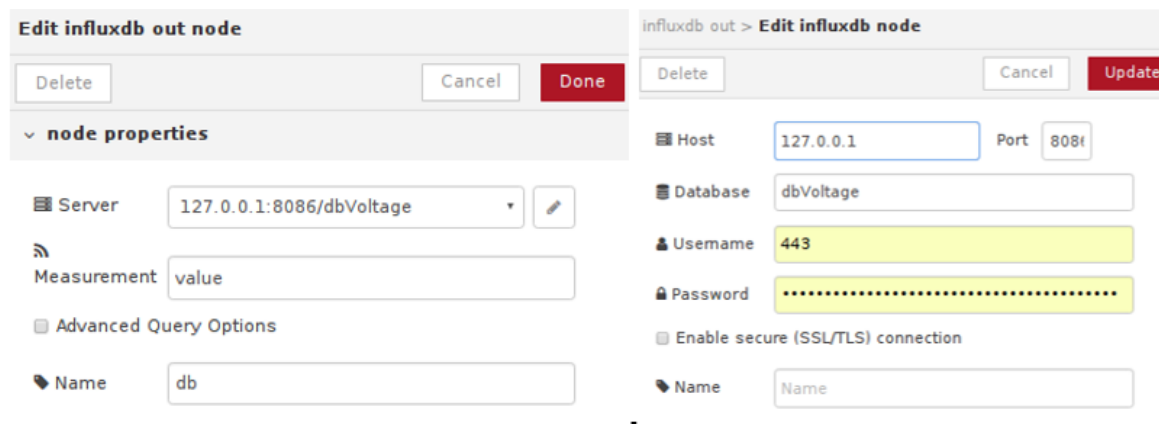 Edit influxdb out node
Delete
Cancel
Done
node properties
Server
127.0.0.1:8086/dbVoltage
Measurement
value
Advanced Query Options
Name
db
influxdb out > Edit influxdb node
Delete
Cancel
Update
Host
127.0.0.1
Port
8086
Database
dbVoltage
Username
443
Password
Enable secure (SSL/TLS) connection
Name
Name